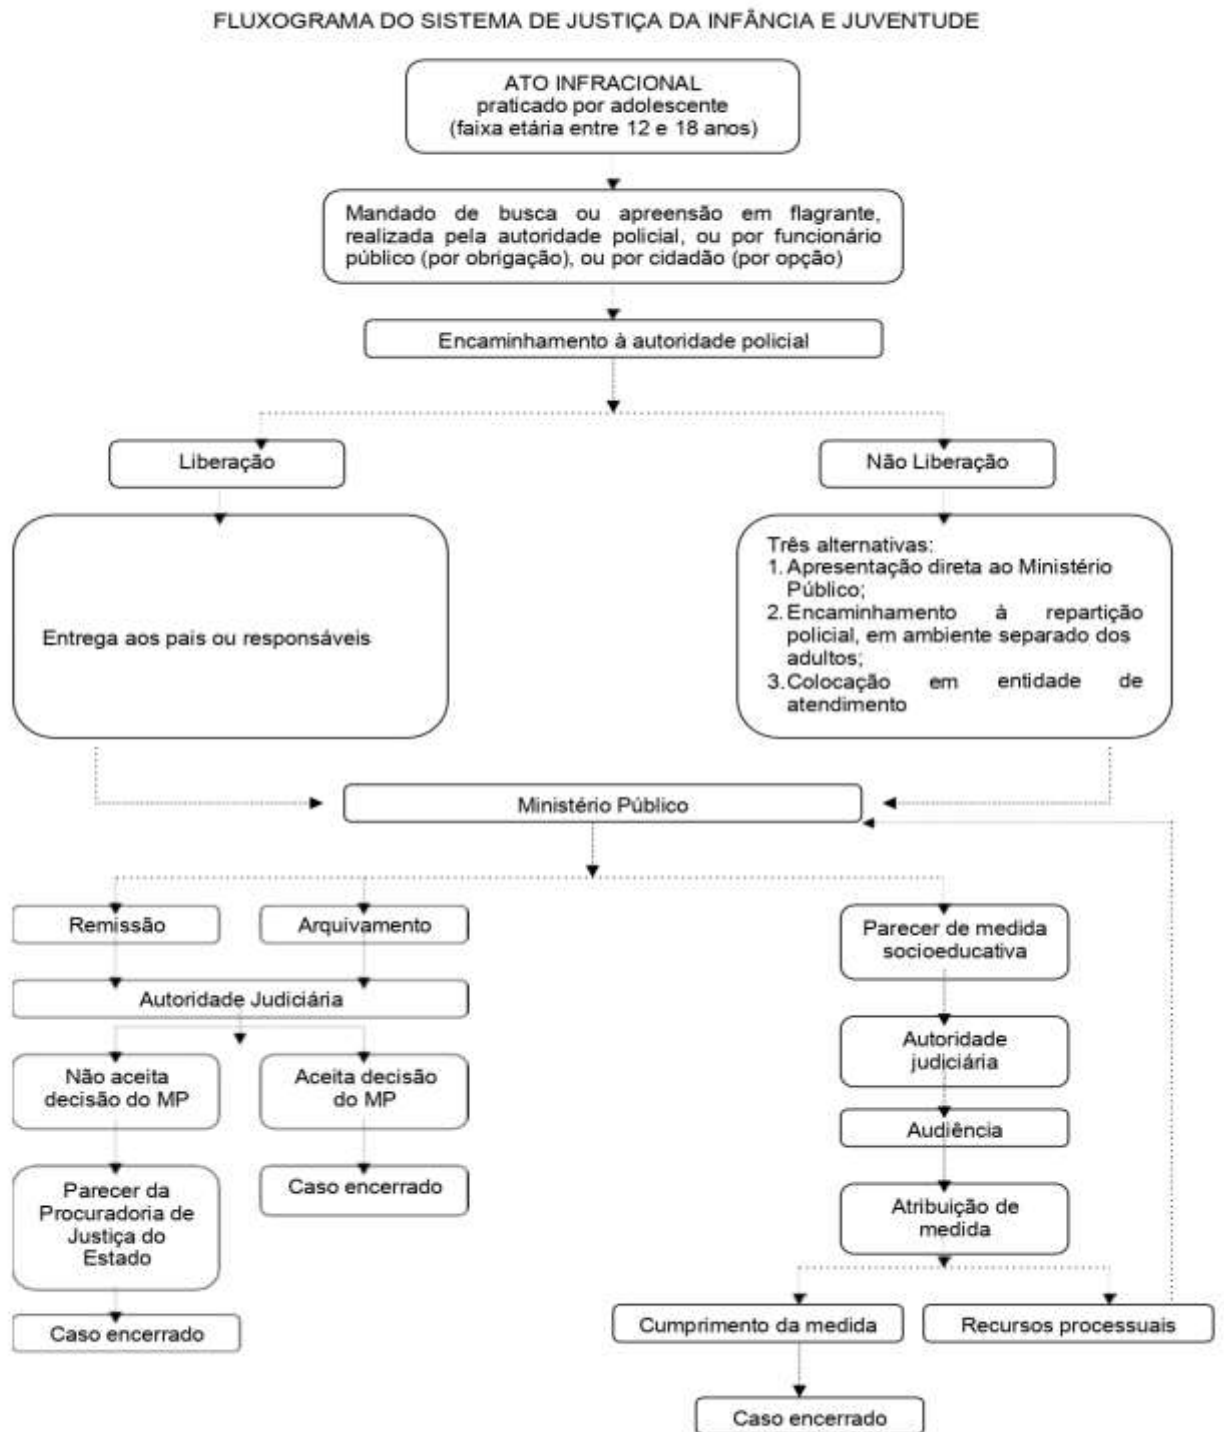 FLUXOGRAMA DO SISTEMA DE JUSTIÇA DA INFÂNCIA E JUVENTUDE
ATO INFRACIONAL
praticado por adolescente
(faixa etária entre 12 e 18 anos)
Mandado de busca ou apreensão em flagrante,
realizada pela autoridade policial, ou por funcionário
público (por obrigação), ou por cidadão (por opção)
Encaminhamento à autoridade policial
Liberação
Não Liberação
Entrega aos pais ou responsáveis
Três alternativas:
1. Apresentação direta ao Ministério
Público;
2. Encaminhamento à repartição
policial, em ambiente separado dos
adultos;
3. Colocação em entidade de
atendimento
Ministério Público
Remissão
Arquivamento
Parecer de medida
socioeducativa
Autoridade Judiciária
Autoridade
judiciária
Não aceita
decisão do MP
Aceita decisão
do MP
Audiência
Parecer da
Procuradoria de
Justiça do
Estado
Caso encerrado
Atribuição de
medida
Caso encerrado
Cumprimento da medida
Recursos processuais
Caso encerrado